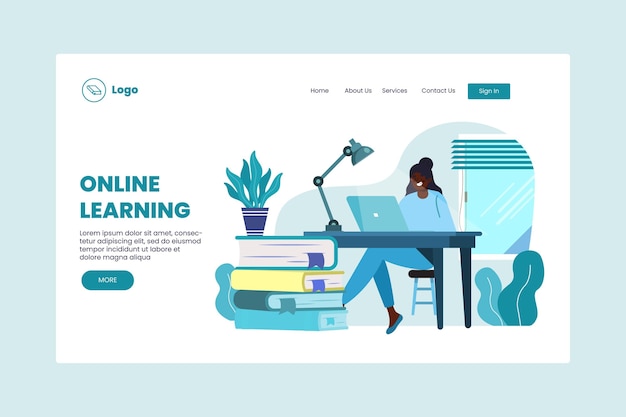 Logo
Home About Us Services Contact Us Sign In
ONLINE
LEARNING
Lorem ipsum dolor sit amet,
consectetur adipiscing elit, sed do
eiusmod tempor incididunt ut labore et
dolore magna aliqua
MORE